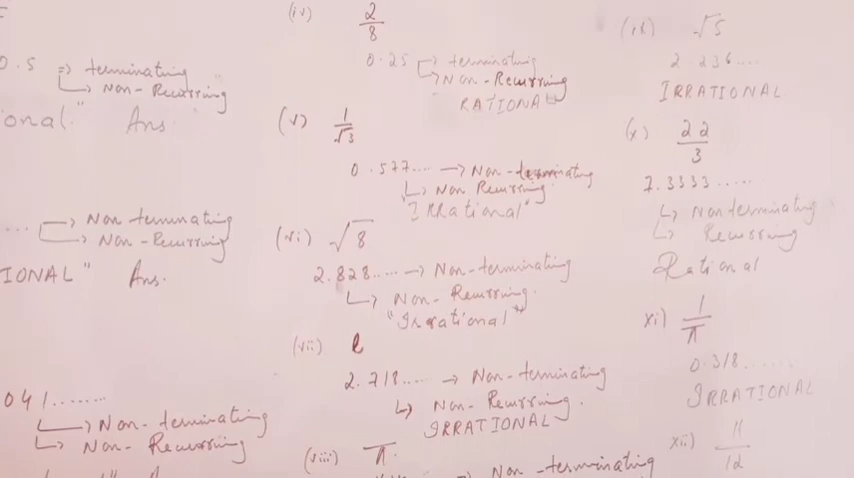 0.5 => terminating
↳ Non-Recurring
ional." Ans.
... → Non-terminating
→ Non-Recurring
IONAL" Ans.
041........
→ Non-terminating
→ Non-Recurring
(iv) 2/8
0.25 → terminating
→ Non-Recurring
RATIONAL
(v) 1/√3
0.577.... → Non-terminating
↳ Non Recurring
"IRRational"
(vi) √8
2.828..... → Non-terminating
↳ Non-Recurring.
"Irrational"
(vii) e
2.718..... → Non-terminating
↳ Non-Recurring.
IRRATIONAL
(viii) π.
Non-terminating
(ix) √5
2.236....
IRRATIONAL
(x) 22/3
7.3333......
↳ Nonterminating
↳ Recurring
Rational
xi) 1/π
0.318.......
IRRATIONAL
xii) 11/12